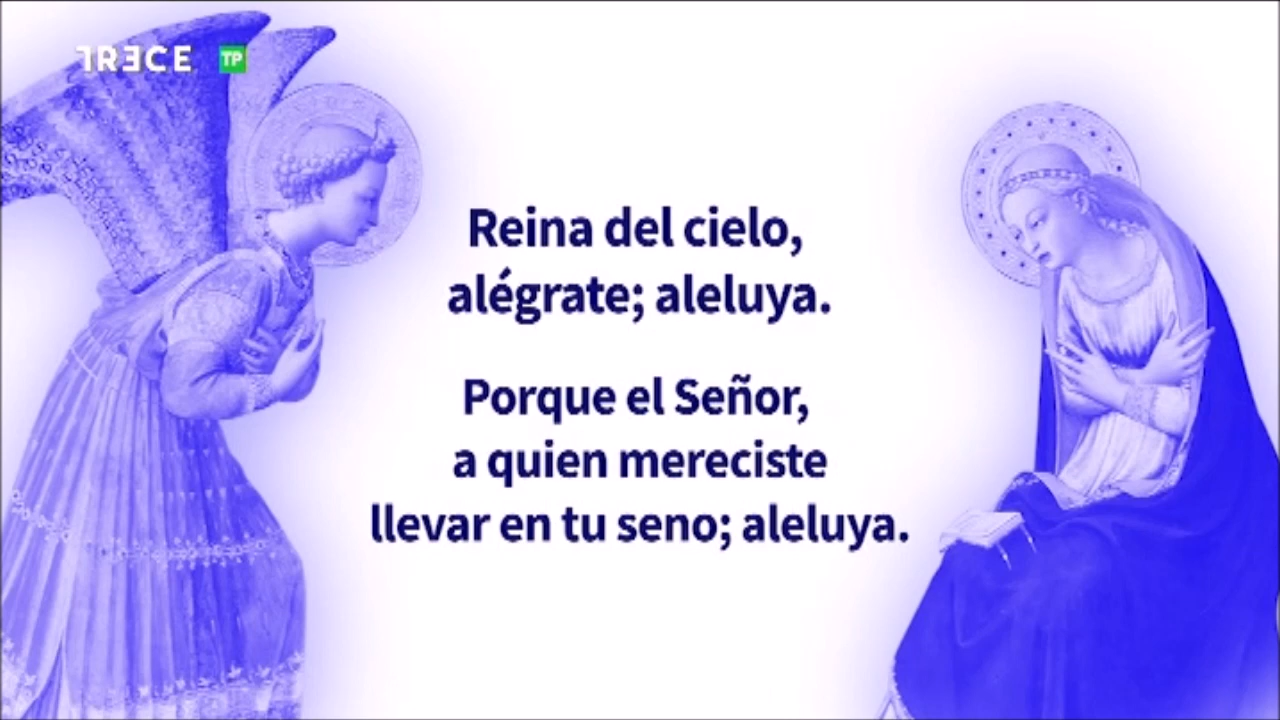 TRECE TP
Reina del cielo,
alégrate; aleluya.
Porque el Señor,
a quien mereciste
llevar en tu seno; aleluya.